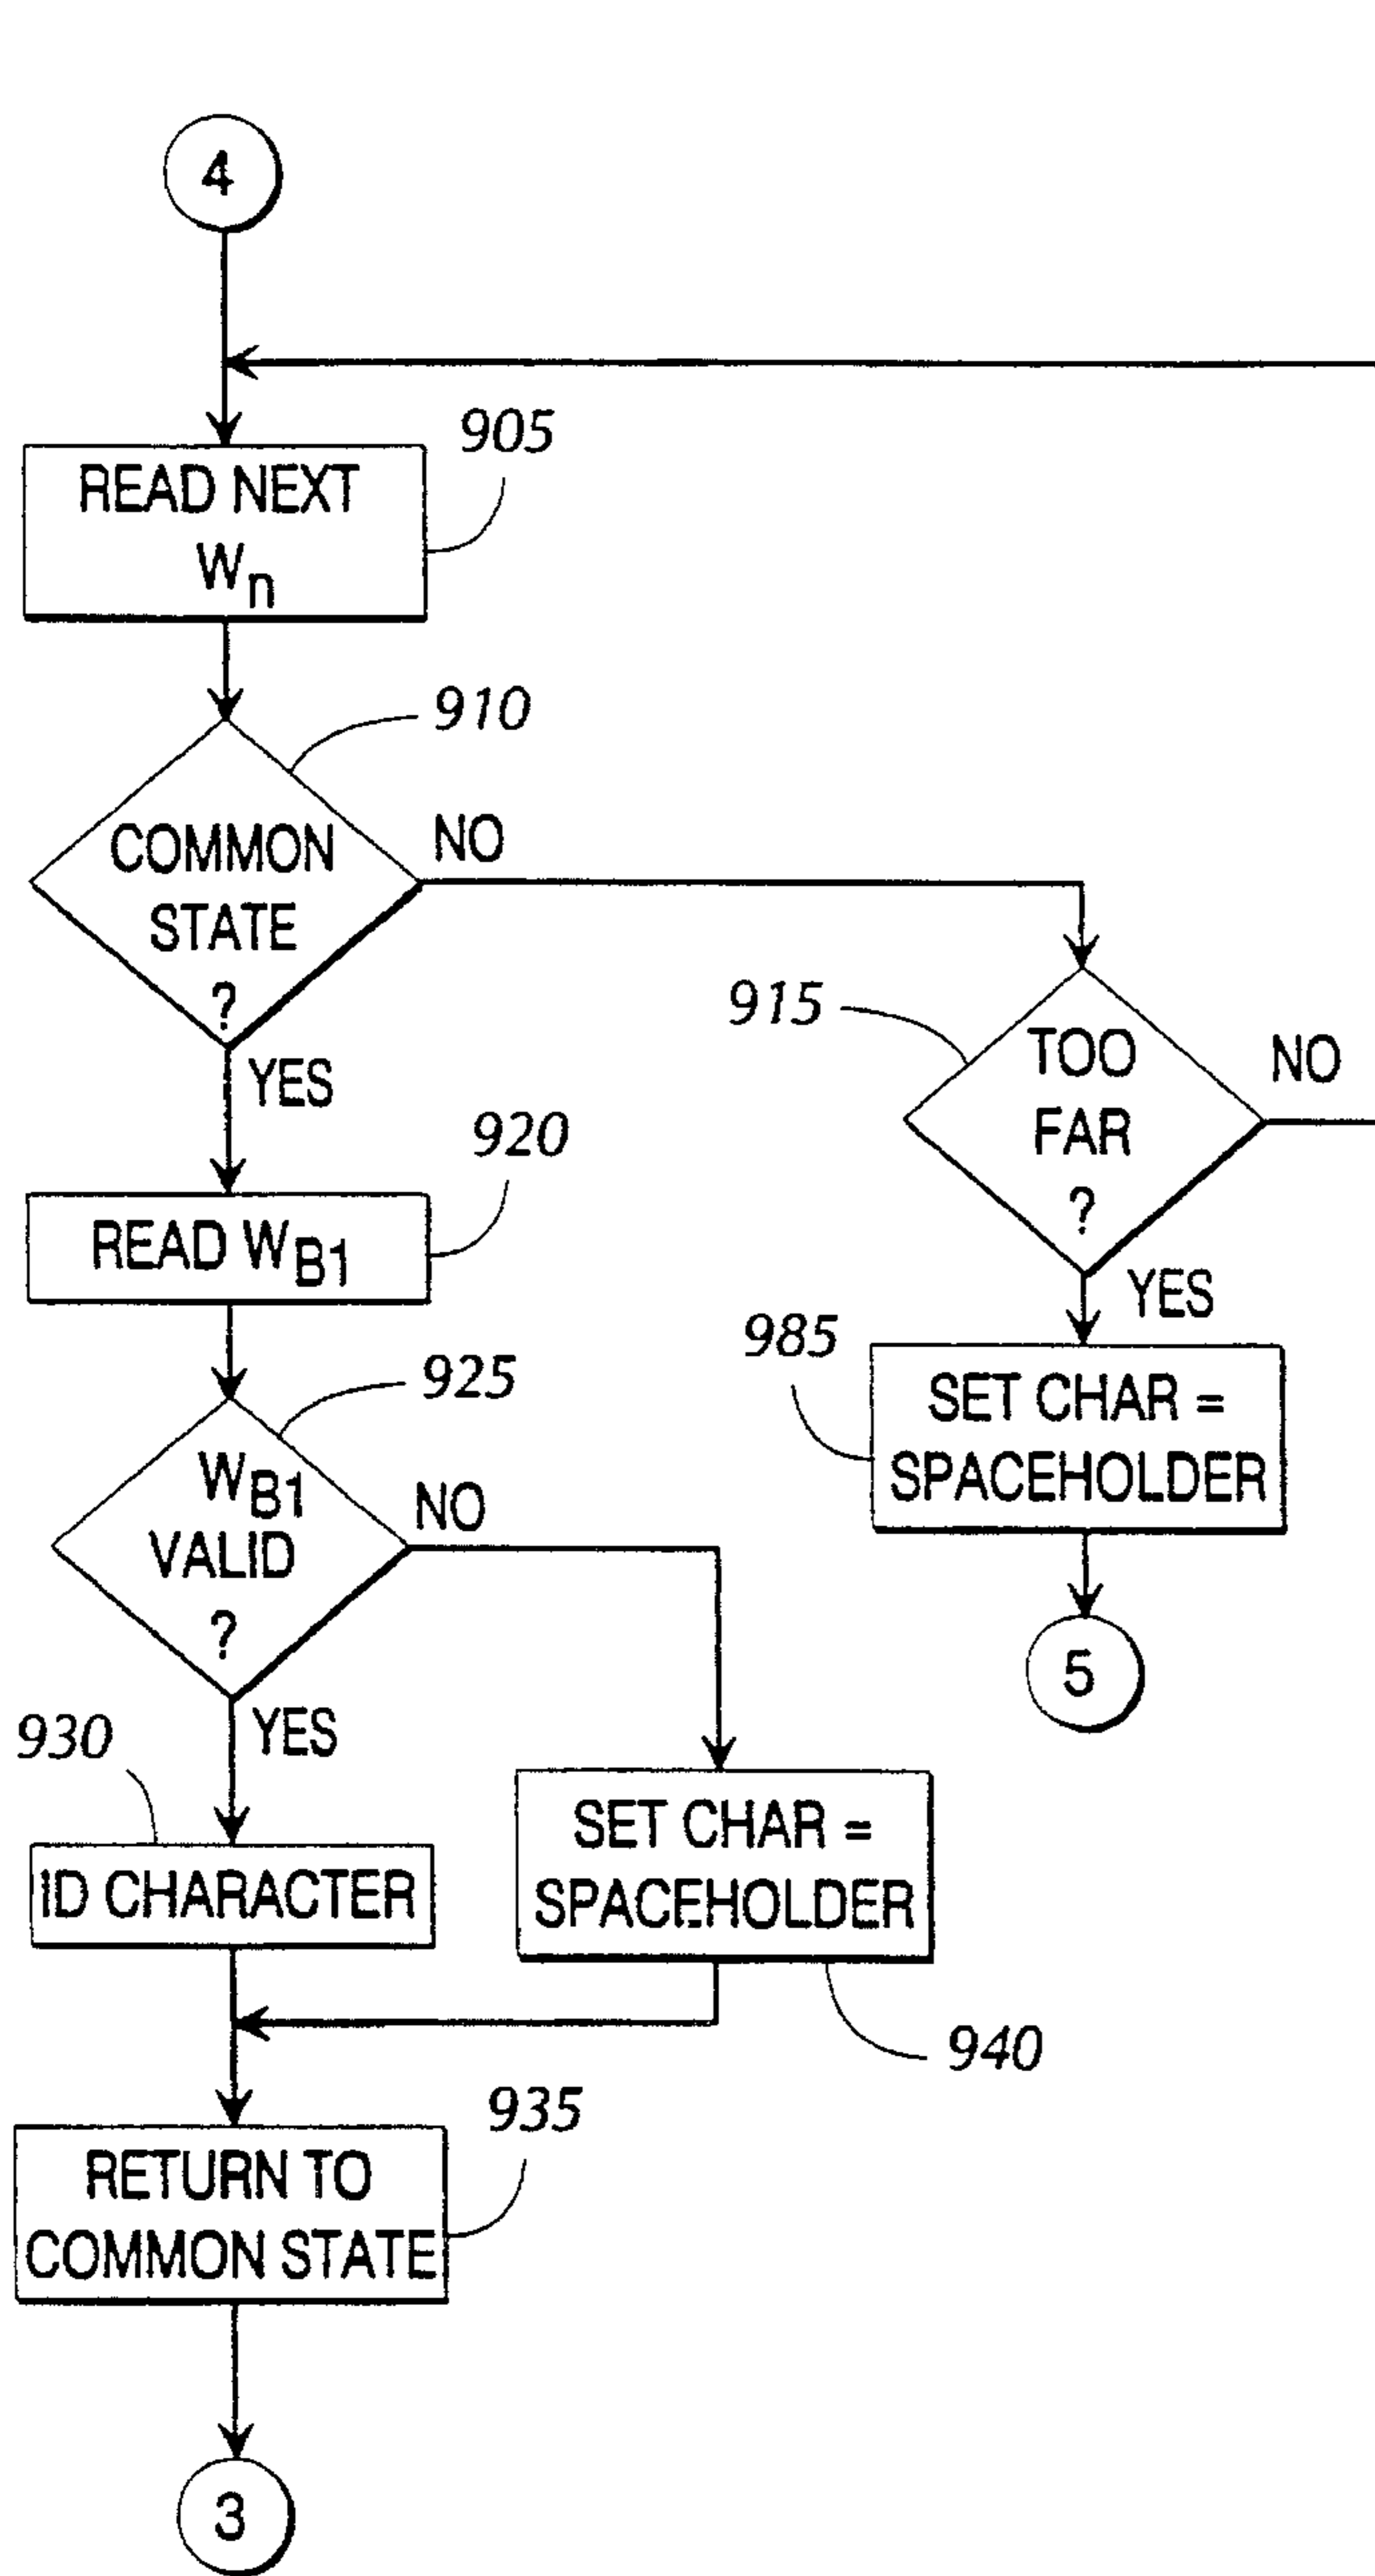 4
905
READ NEXT
Wn
910
COMMON
STATE
?
NO
YES
915
TOO
FAR
?
NO
YES
920
READ WB1
985
SET CHAR =
SPACEHOLDER
5
925
WB1
VALID
?
NO
YES
930
ID CHARACTER
SET CHAR =
SPACEHOLDER
940
935
RETURN TO
COMMON STATE
3